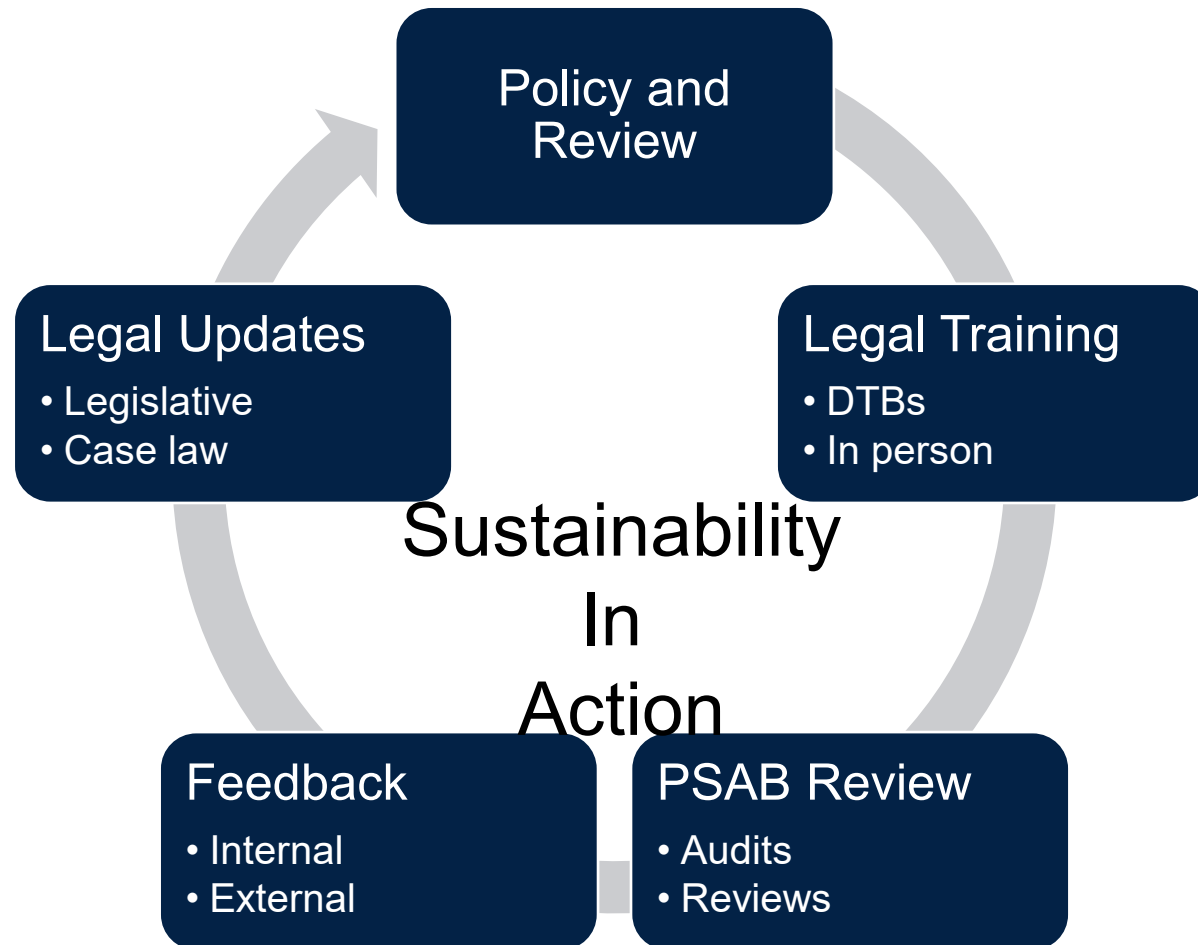 Policy and
Review
Legal Updates
• Legislative
• Case law
Legal Training
• DTBs
• In person
Sustainability
In
Action
Feedback
• Internal
• External
PSAB Review
• Audits
• Reviews